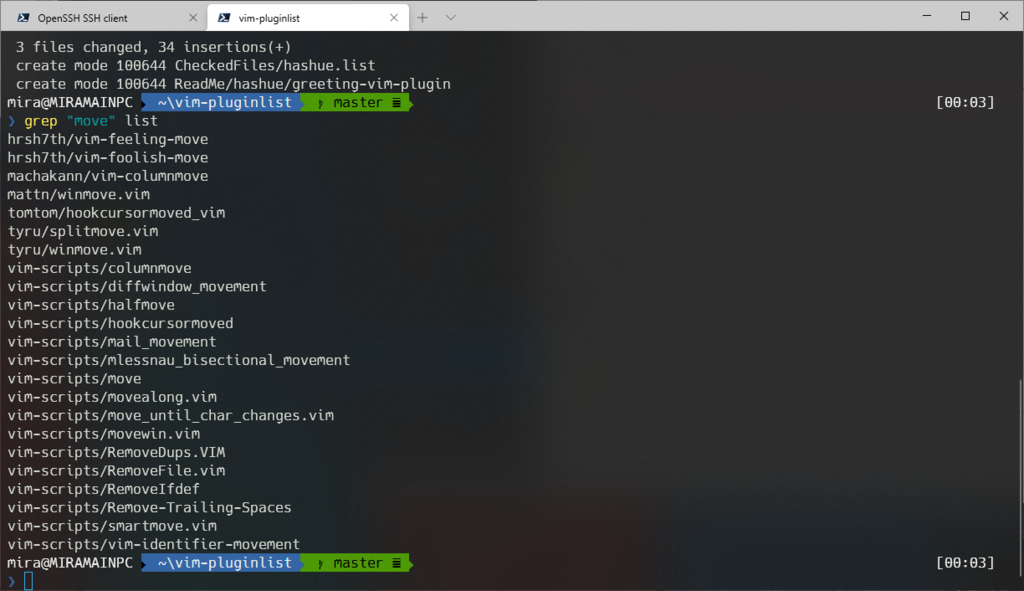 OpenSSH SSH client
vim-pluginlist
3 files changed, 34 insertions(+)
create mode 100644 CheckedFiles/hashue.list
create mode 100644 ReadMe/hashue/greeting-vim-plugin
mira@MIRAMAINPC ~\vim-pluginlist master ≣ [00:03]
❯ grep "move" list
hrsh7th/vim-feeling-move
hrsh7th/vim-foolish-move
machakann/vim-columnmove
mattn/winmove.vim
tomtom/hookcursormoved_vim
tyru/splitmove.vim
tyru/winmove.vim
vim-scripts/columnmove
vim-scripts/diffwindow_movement
vim-scripts/halfmove
vim-scripts/hookcursormoved
vim-scripts/mail_movement
vim-scripts/mlessnau_bisectional_movement
vim-scripts/move
vim-scripts/movealong.vim
vim-scripts/move_until_char_changes.vim
vim-scripts/movewin.vim
vim-scripts/RemoveDups.VIM
vim-scripts/RemoveFile.vim
vim-scripts/RemoveIfdef
vim-scripts/Remove-Trailing-Spaces
vim-scripts/smartmove.vim
vim-scripts/vim-identifier-movement
mira@MIRAMAINPC ~\vim-pluginlist master ≣ [00:03]
❯